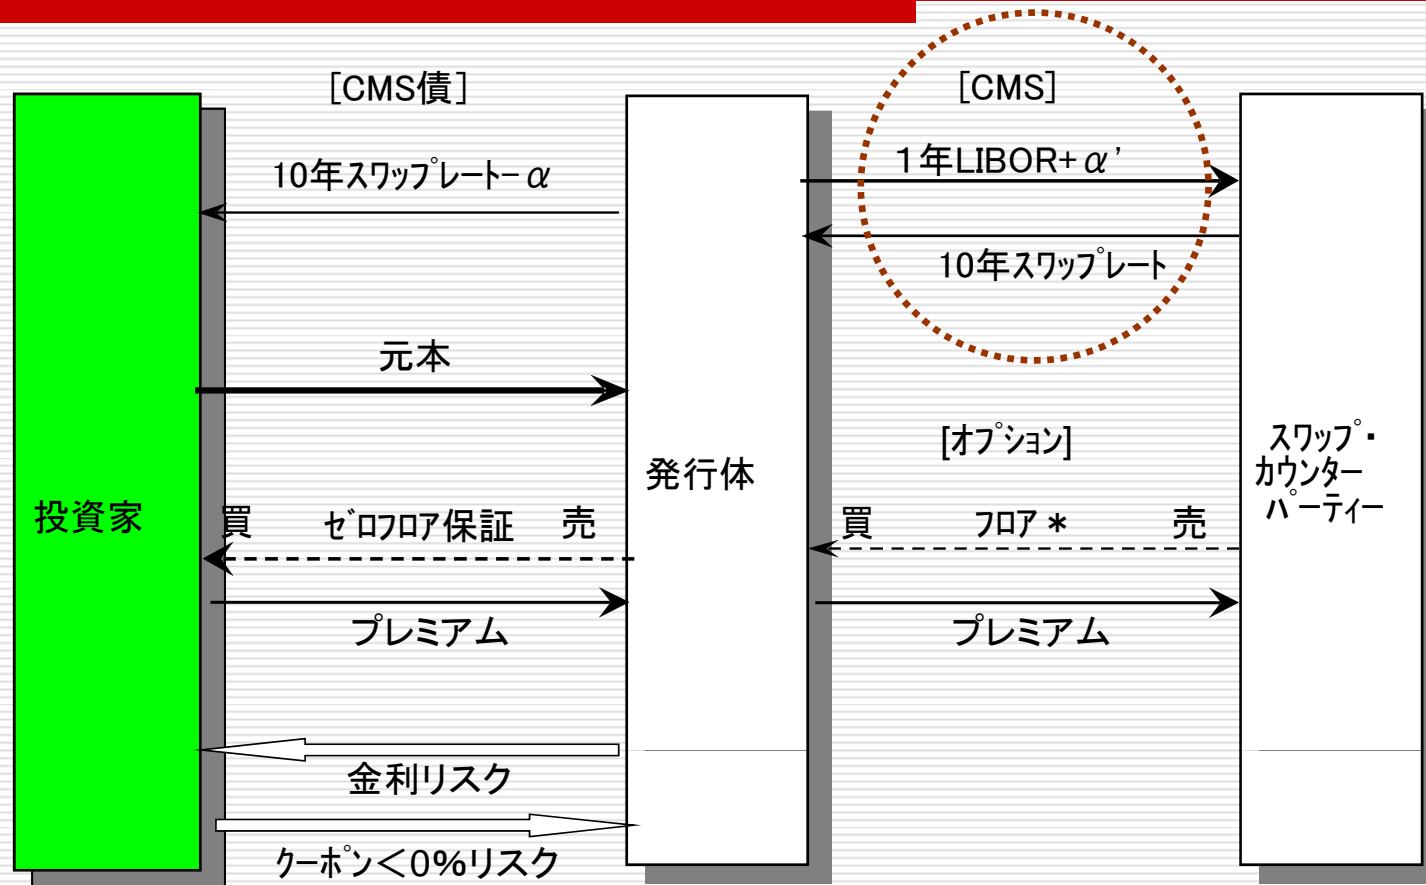 [CMS債]
[CMS]
10年ｽﾜｯﾌﾟﾚｰﾄ-α
１年LIBOR+α’
10年ｽﾜｯﾌﾟﾚｰﾄ
元本
[ｵﾌﾟｼｮﾝ]
投資家
発行体
ｽﾜｯﾌﾟ・
ｶｳﾝﾀｰ
ﾊﾟｰﾃｨｰ
買 ｾﾞﾛﾌﾛｱ保証 売
買 ﾌﾛｱ＊ 売
プレミアム
プレミアム
金利リスク
ｸｰﾎﾟﾝ＜0%リスク